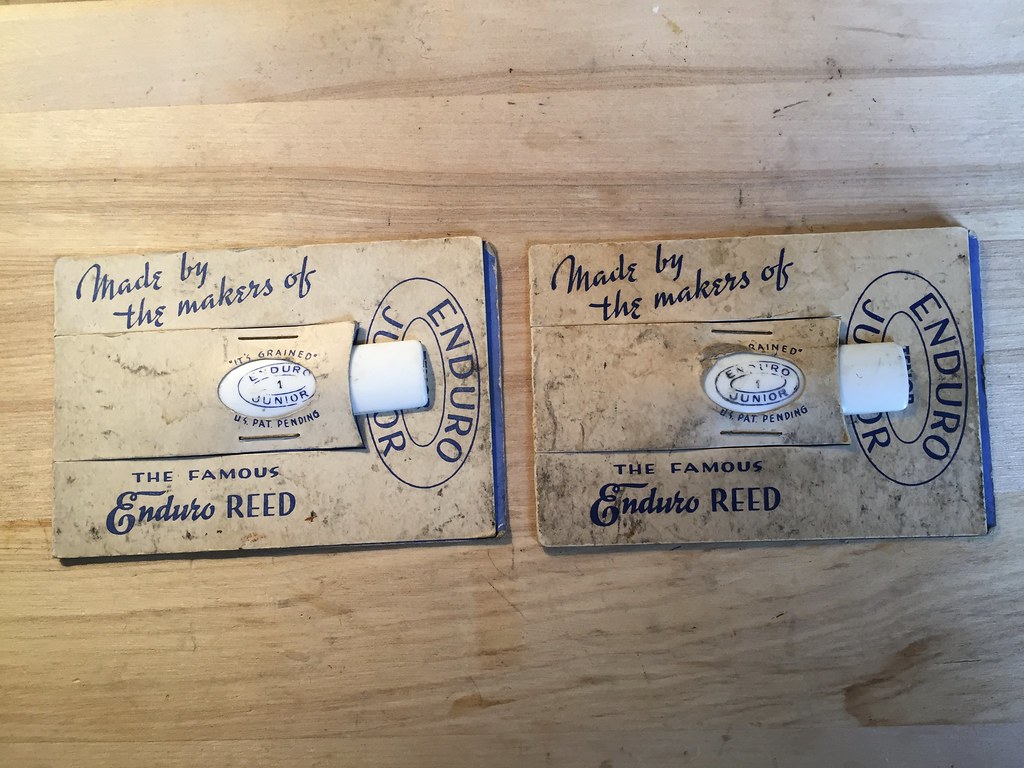 Made by
the makers of
ENDURO
JUNIOR
"IT'S GRAINED"
ENDURO
1
JUNIOR
U.S. PAT. PENDING
THE FAMOUS
Enduro REED
Made by
the makers of
ENDURO
JUNIOR
GRAINED"
ENDURO
1
JUNIOR
U.S. PAT. PENDING
THE FAMOUS
Enduro REED